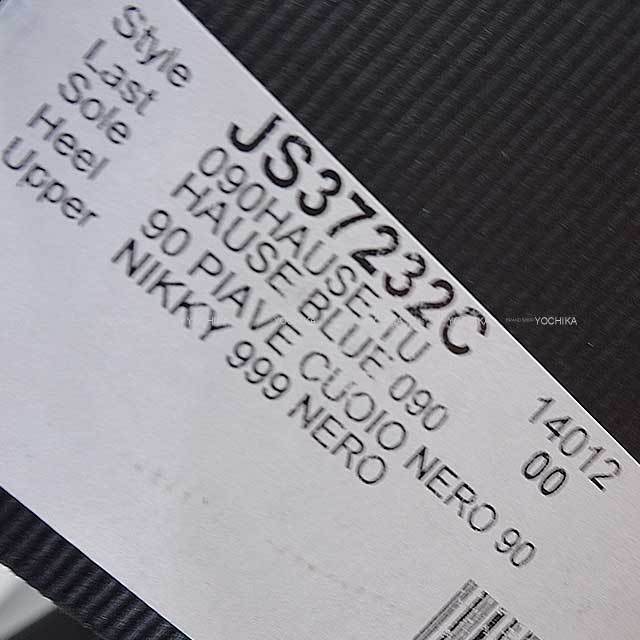 Style JS37232C 14012
Last 090HAUSE-TU 00
Sole HAUSE BLUE 090
Heel 90 PIAVE CUOIO NERO 90
Upper NIKKY 999 NERO
YOCHIKA